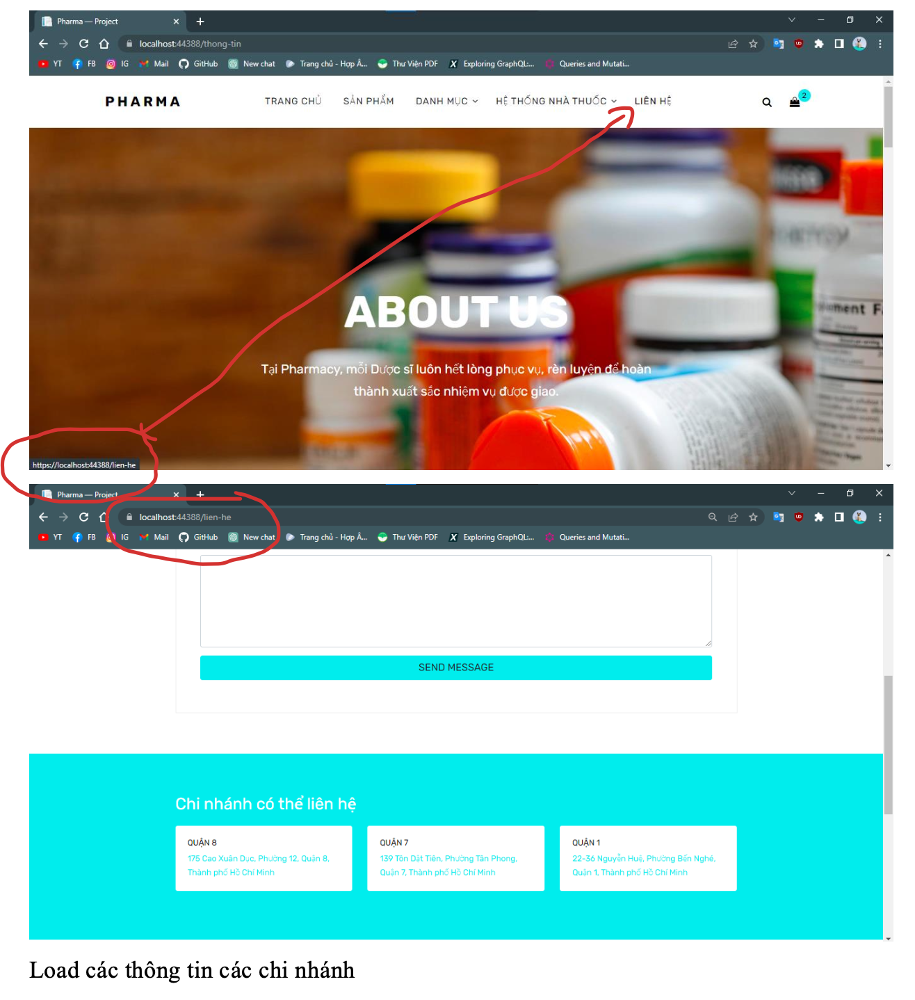 Pharma — Project
localhost:44388/thong-tin
YT FB IG Mail GitHub New chat Trang chủ - Hợp Â... Thư Viện PDF Exploring GraphQL:... Queries and Mutati...
PHARMA TRANG CHỦ SẢN PHẨM DANH MỤC HỆ THỐNG NHÀ THUỐC LIÊN HỆ 2
ABOUT US
Tại Pharmacy, mỗi Dược sĩ luôn hết lòng phục vụ, rèn luyện để hoàn
thành xuất sắc nhiệm vụ được giao.
https://localhost:44388/lien-he
Pharma — Project
localhost:44388/lien-he
YT FB IG Mail GitHub New chat Trang chủ - Hợp Â... Thư Viện PDF Exploring GraphQL:... Queries and Mutati...
SEND MESSAGE
Chi nhánh có thể liên hệ
QUẬN 8
175 Cao Xuân Dục, Phường 12, Quận 8,
Thành phố Hồ Chí Minh
QUẬN 7
139 Tôn Dật Tiên, Phường Tân Phong,
Quận 7, Thành phố Hồ Chí Minh
QUẬN 1
22-36 Nguyễn Huệ, Phường Bến Nghé,
Quận 1, Thành phố Hồ Chí Minh
Load các thông tin các chi nhánh